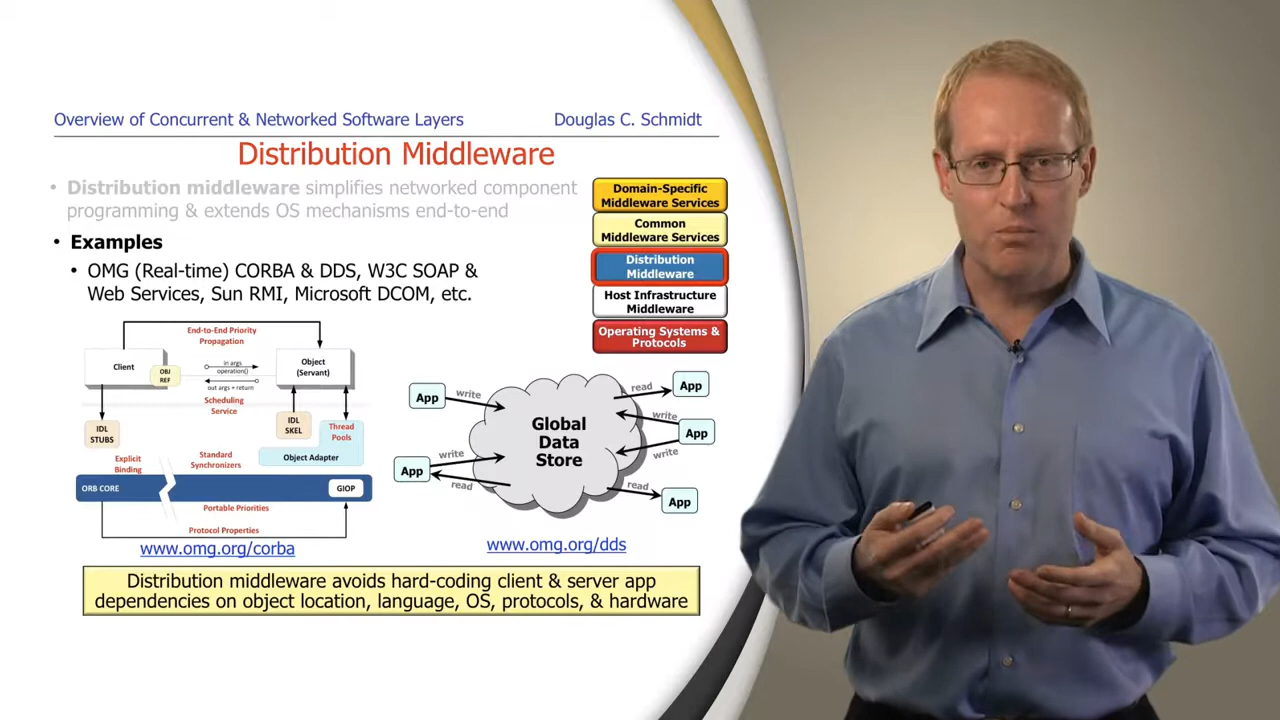 Overview of Concurrent & Networked Software Layers
Douglas C. Schmidt
Distribution Middleware
• Distribution middleware simplifies networked component
programming & extends OS mechanisms end-to-end
• Examples
• OMG (Real-time) CORBA & DDS, W3C SOAP &
Web Services, Sun RMI, Microsoft DCOM, etc.
Domain-Specific
Middleware Services
Common
Middleware Services
Distribution
Middleware
Host Infrastructure
Middleware
Operating Systems &
Protocols
End-to-End Priority
Propagation
Client
OBJ
REF
in args
operation()
out args + return
Object
(Servant)
Scheduling
Service
IDL
STUBS
IDL
SKEL
Thread
Pools
Explicit
Binding
Standard
Synchronizers
Object Adapter
ORB CORE
GIOP
Portable Priorities
Protocol Properties
www.omg.org/corba
App
write
read
App
Global
Data
Store
write
App
write
App
write
read
read
App
www.omg.org/dds
Distribution middleware avoids hard-coding client & server app
dependencies on object location, language, OS, protocols, & hardware